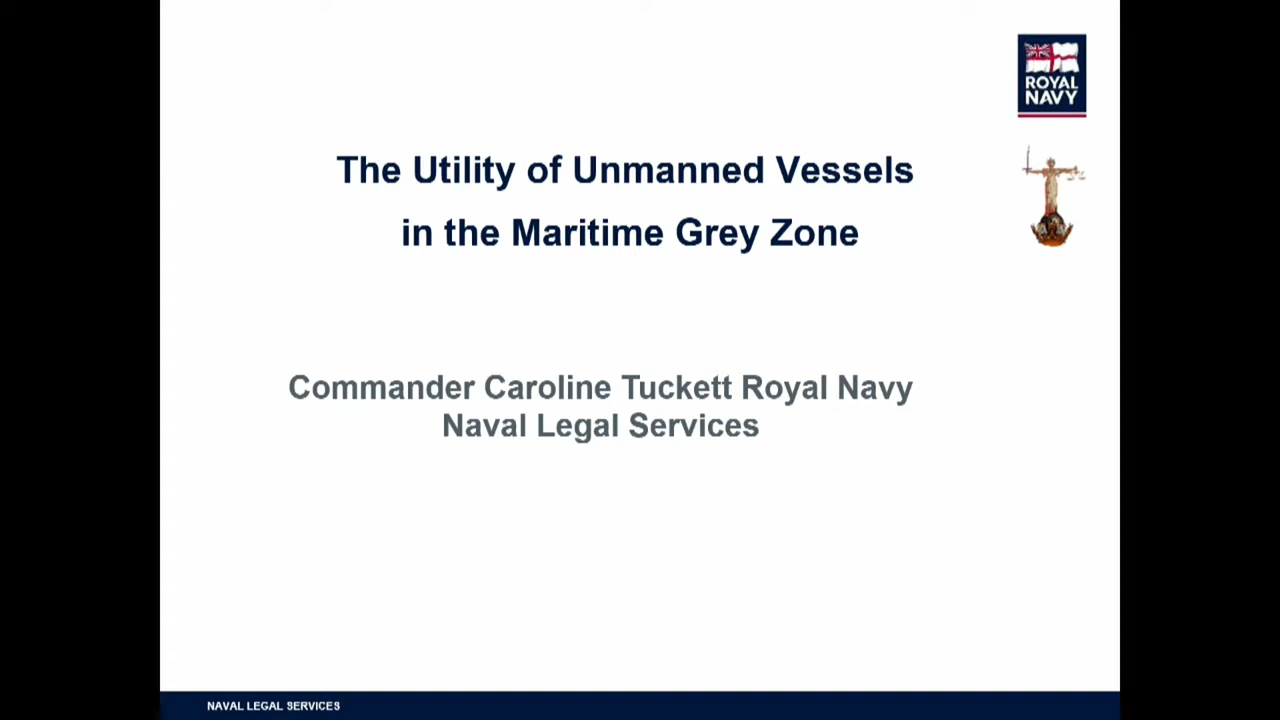 ROYAL
NAVY
The Utility of Unmanned Vessels
in the Maritime Grey Zone
Commander Caroline Tuckett Royal Navy
Naval Legal Services
NAVAL LEGAL SERVICES